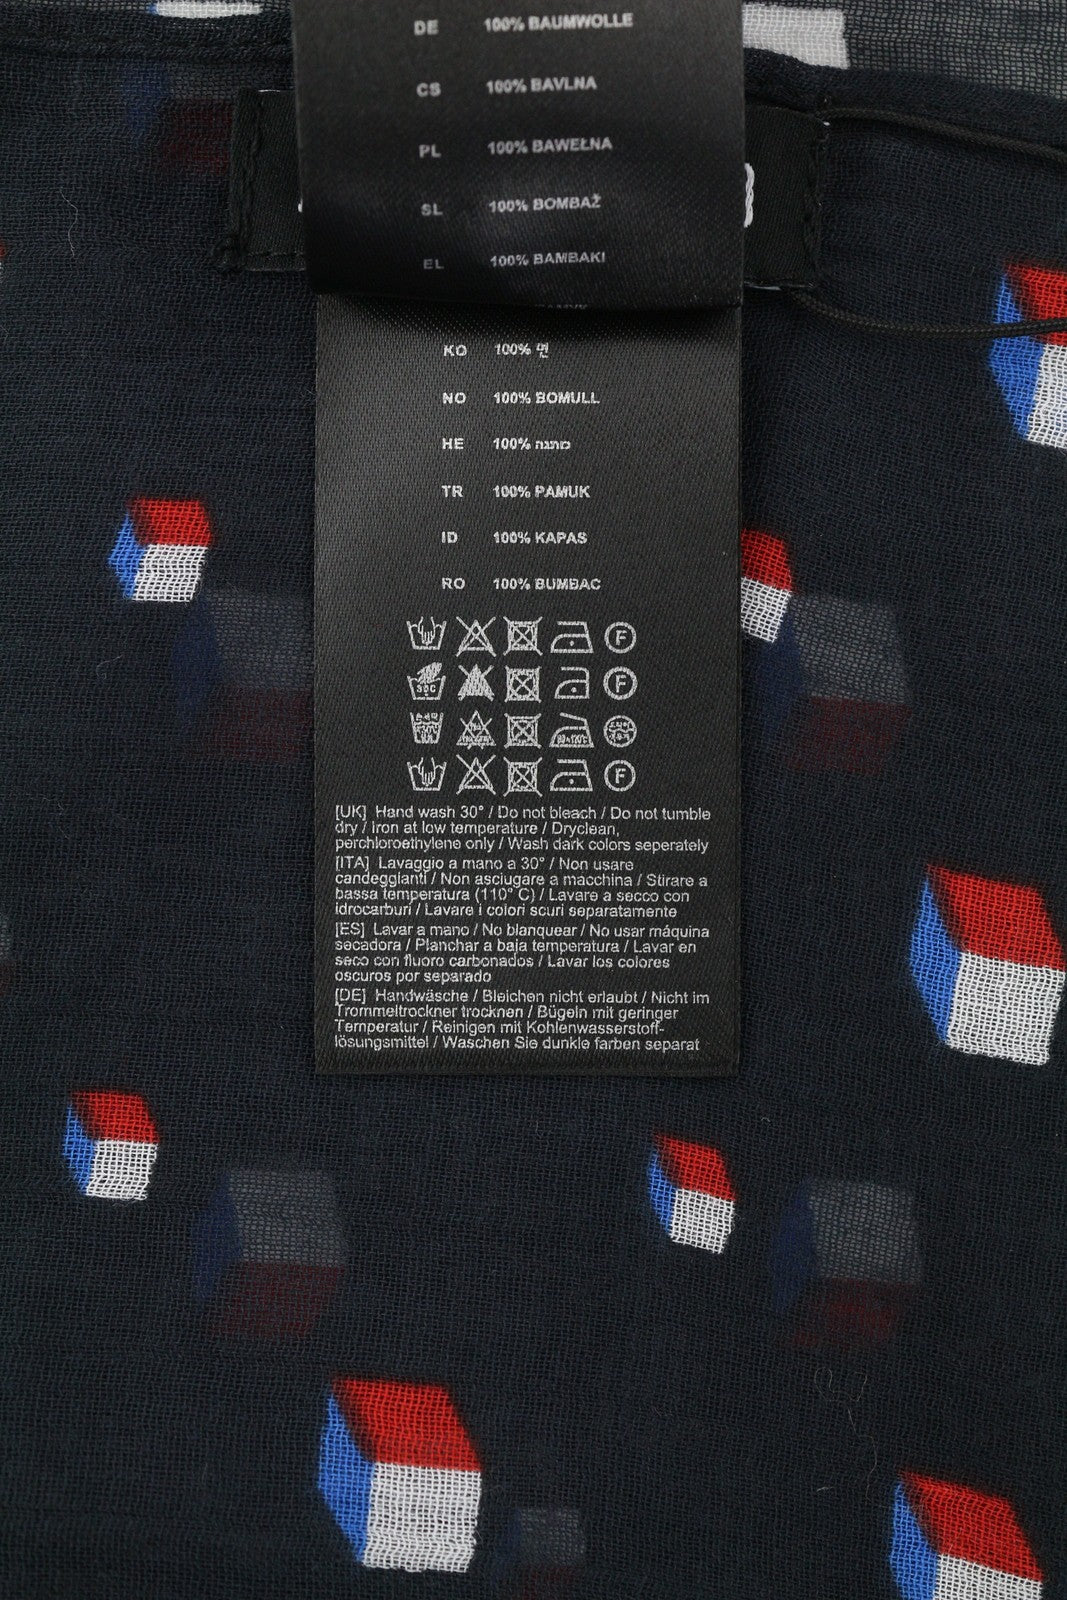 DE 100% BAUMWOLLE
CS 100% BAVLNA
PL 100% BAWEŁNA
SL 100% BOMBAŽ
EL 100% BAMBAKI
KO 100% 면
NO 100% BOMULL
HE 100% כותנה
TR 100% PAMUK
ID 100% KAPAS
RO 100% BUMBAC
F
F
F
[UK] Hand wash 30° / Do not bleach / Do not tumble
dry / Iron at low temperature / Dryclean,
perchloroethylene only / Wash dark colors seperately
[ITA] Lavaggio a mano a 30° / Non usare
candeggianti / Non asciugare a macchina / Stirare a
bassa temperatura (110° C) / Lavare a secco con
idrocarburi / Lavare i colori scuri separatamente
[ES] Lavar a mano / No blanquear / No usar máquina
secadora / Planchar a baja temperatura / Lavar en
seco con fluoro carbonados / Lavar los colores
oscuros por separado
[DE] Handwäsche / Bleichen nicht erlaubt / Nicht im
Trommeltrockner trocknen / Bügeln mit geringer
Temperatur / Reinigen mit Kohlenwasserstoff-
lösungsmittel / Waschen Sie dunkle farben separat